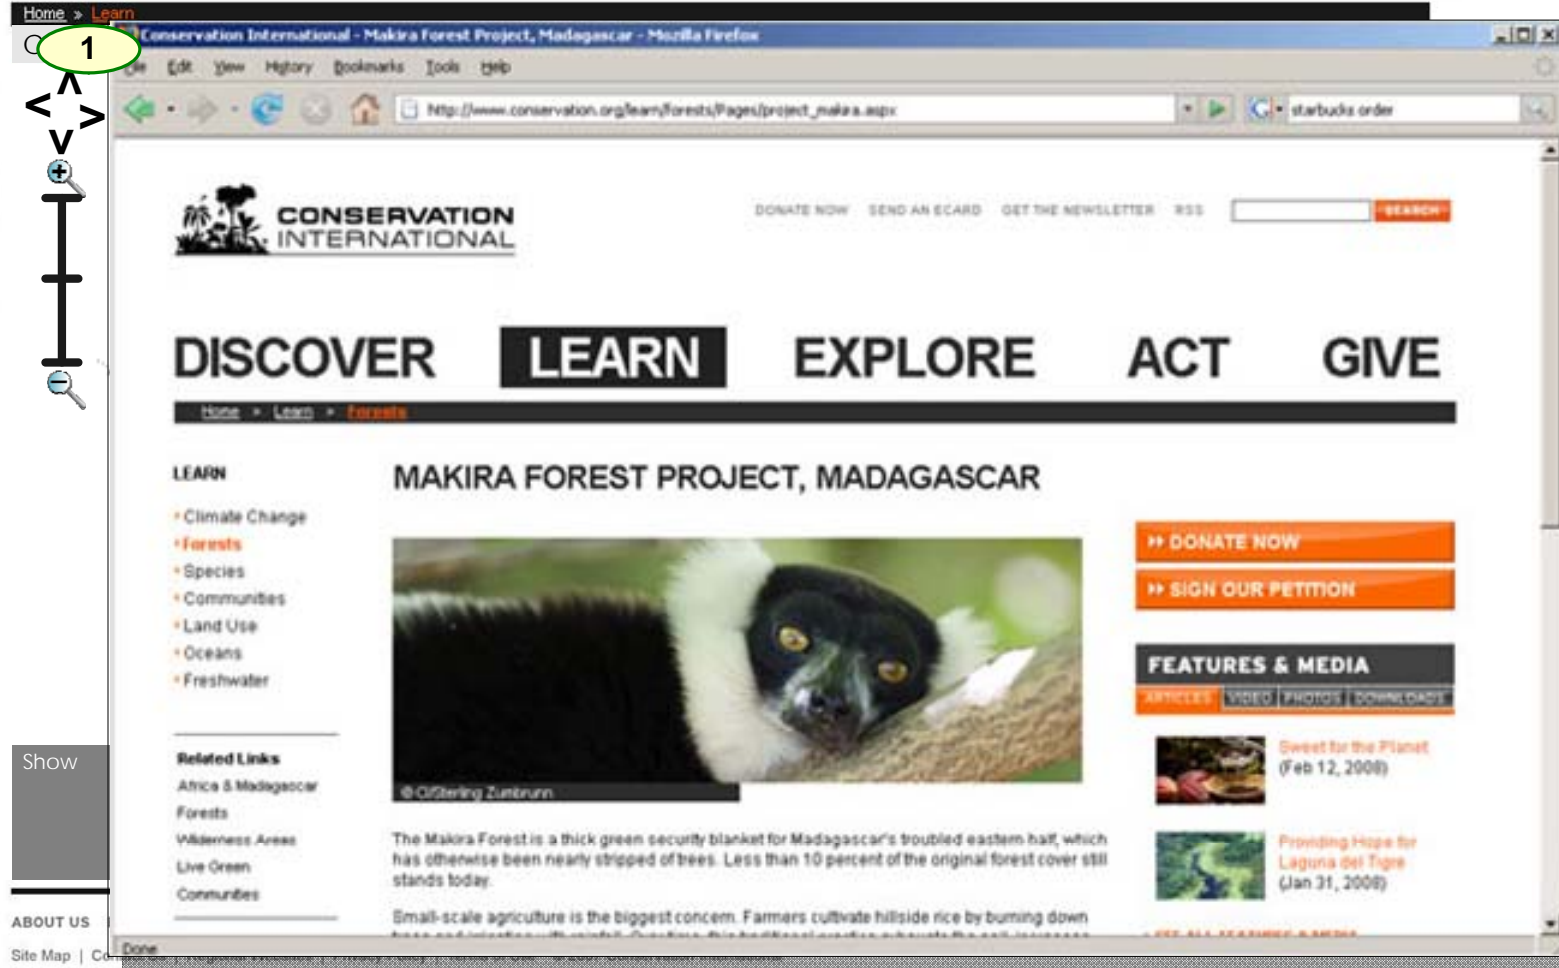 Home » Learn
1
Conservation International - Makira Forest Project, Madagascar - Mozilla Firefox
File Edit View History Bookmarks Tools Help
http://www.conservation.org/learn/forests/Pages/project_makira.aspx
starbucks order
CONSERVATION
INTERNATIONAL
DONATE NOW SEND AN ECARD GET THE NEWSLETTER RSS
SEARCH
DISCOVER LEARN EXPLORE ACT GIVE
Home » Learn » Forests
LEARN
Climate Change
Forests
Species
Communities
Land Use
Oceans
Freshwater
Related Links
Africa & Madagascar
Forests
Wilderness Areas
Live Green
Communities
MAKIRA FOREST PROJECT, MADAGASCAR
© CI/Sterling Zumbrunn
The Makira Forest is a thick green security blanket for Madagascar's troubled eastern half, which
has otherwise been nearly stripped of trees. Less than 10 percent of the original forest cover still
stands today.
Small-scale agriculture is the biggest concern. Farmers cultivate hillside rice by burning down
DONATE NOW
SIGN OUR PETITION
FEATURES & MEDIA
ARTICLES VIDEO PHOTOS DOWNLOADS
Sweet for the Planet
(Feb 12, 2008)
Providing Hope for
Laguna del Tigre
(Jan 31, 2008)
Show
ABOUT US
Done
Site Map |